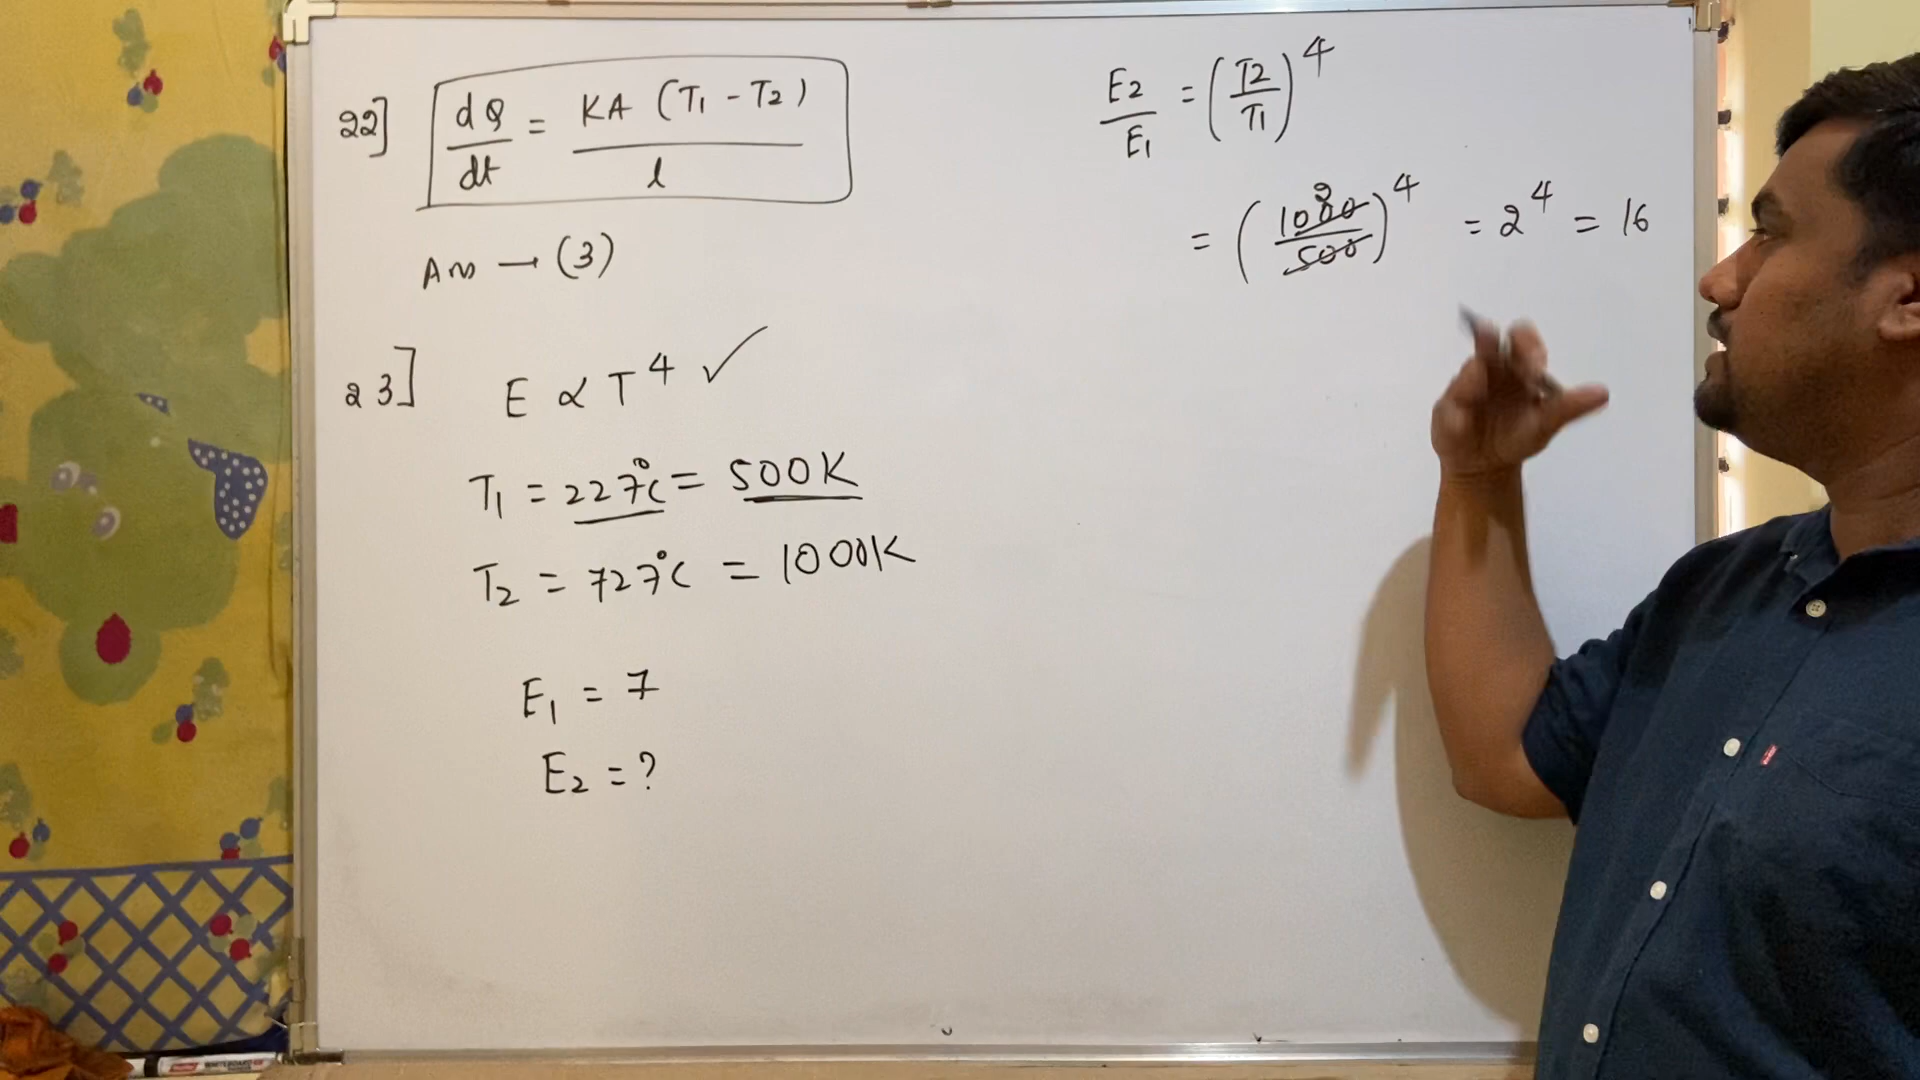 22] dQ/dt = KA (T₁ - T₂) / l
Ans → (3)
23] E ∝ T⁴ ✓
T₁ = 227°C = 500K
T₂ = 727°C = 1000K
E₁ = 7
E₂ = ?
E₂/E₁ = (T₂/T₁)⁴
= (1000/500)⁴ = 2⁴ = 16
2